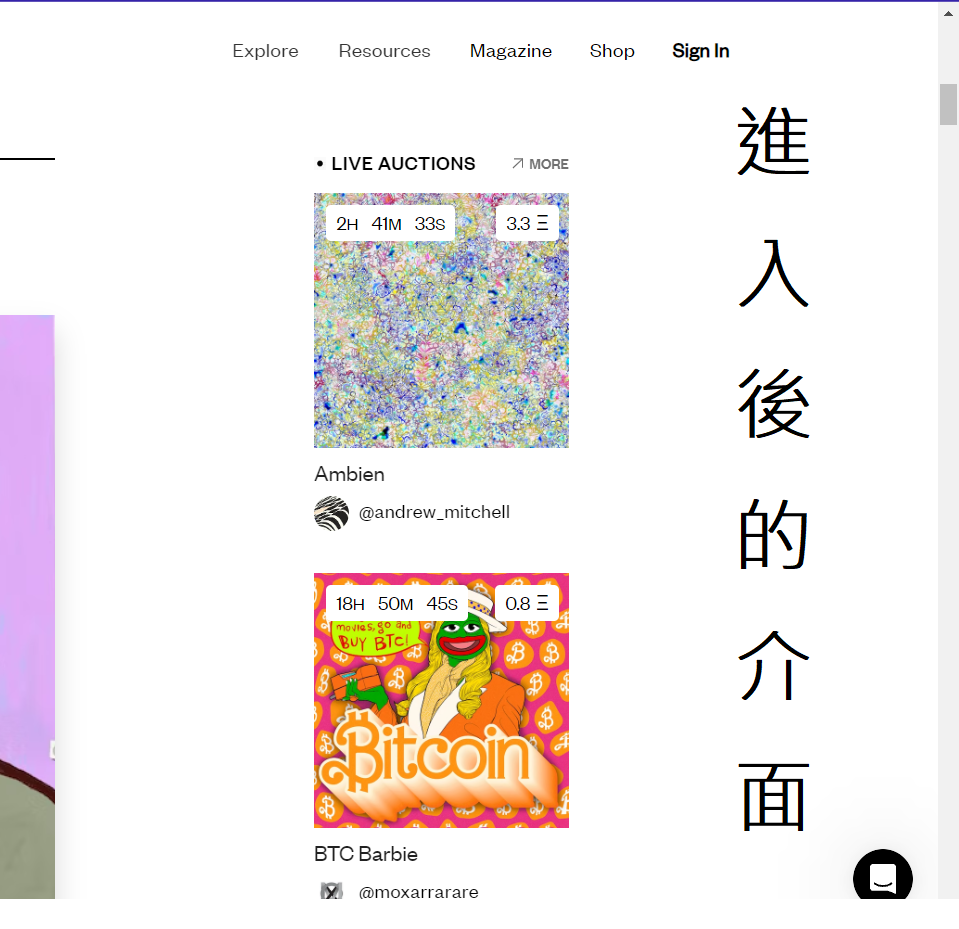 Explore Resources Magazine Shop Sign In
• LIVE AUCTIONS MORE
2H 41M 33S 3.3 Ξ
Ambien
@andrew_mitchell
18H 50M 45S 0.8 Ξ
movies, go and
BUY BTC!
Bitcoin
BTC Barbie
@moxarrarare
進入後的介面